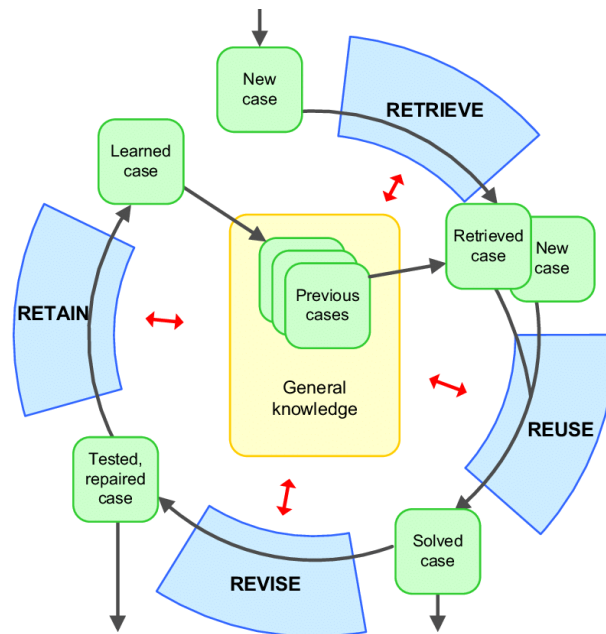 New
case
RETRIEVE
Learned
case
Retrieved
case
New
case
Previous
cases
RETAIN
General
knowledge
REUSE
Tested,
repaired
case
Solved
case
REVISE